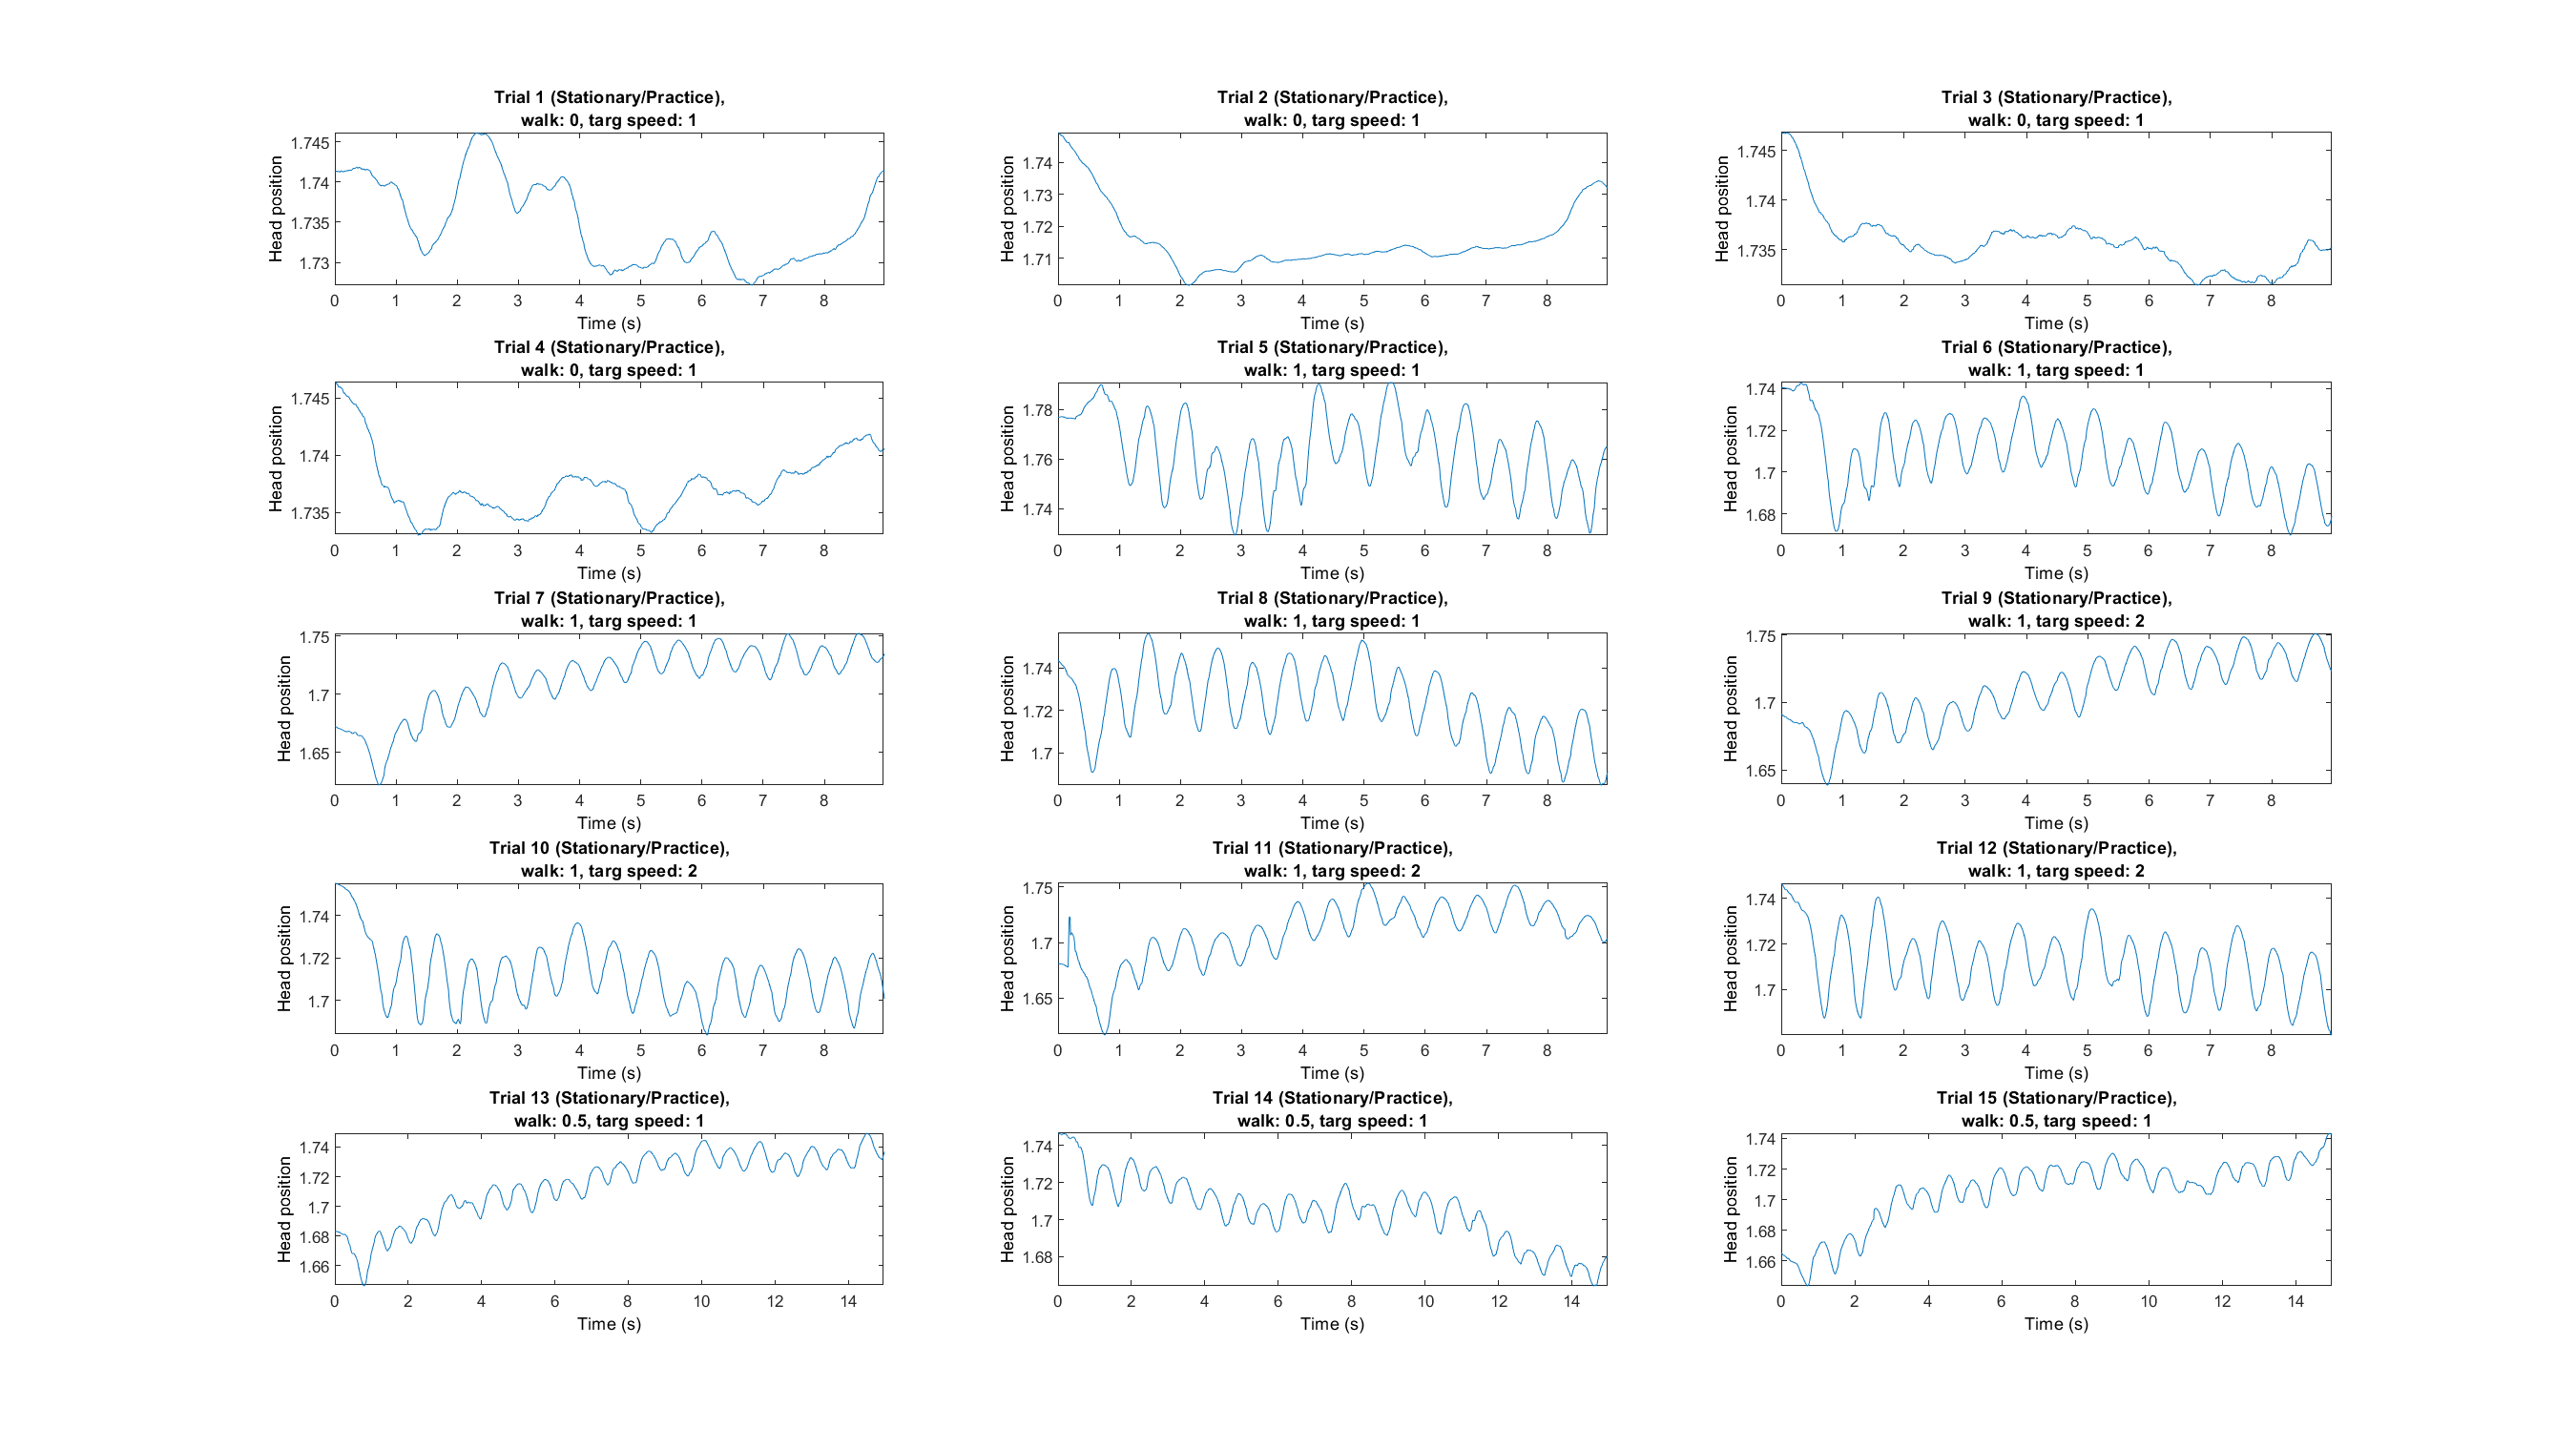 Trial 1 (Stationary/Practice),
walk: 0, targ speed: 1
1.745
1.74
1.735
1.73
Head position
0 1 2 3 4 5 6 7 8
Time (s)
Trial 2 (Stationary/Practice),
walk: 0, targ speed: 1
1.74
1.73
1.72
1.71
Head position
0 1 2 3 4 5 6 7 8
Time (s)
Trial 3 (Stationary/Practice),
walk: 0, targ speed: 1
1.745
1.74
1.735
Head position
0 1 2 3 4 5 6 7 8
Time (s)
Trial 4 (Stationary/Practice),
walk: 0, targ speed: 1
1.745
1.74
1.735
Head position
0 1 2 3 4 5 6 7 8
Time (s)
Trial 5 (Stationary/Practice),
walk: 1, targ speed: 1
1.78
1.76
1.74
Head position
0 1 2 3 4 5 6 7 8
Time (s)
Trial 6 (Stationary/Practice),
walk: 1, targ speed: 1
1.74
1.72
1.7
1.68
Head position
0 1 2 3 4 5 6 7 8
Time (s)
Trial 7 (Stationary/Practice),
walk: 1, targ speed: 1
1.75
1.7
1.65
Head position
0 1 2 3 4 5 6 7 8
Time (s)
Trial 8 (Stationary/Practice),
walk: 1, targ speed: 1
1.74
1.72
1.7
Head position
0 1 2 3 4 5 6 7 8
Time (s)
Trial 9 (Stationary/Practice),
walk: 1, targ speed: 2
1.75
1.7
1.65
Head position
0 1 2 3 4 5 6 7 8
Time (s)
Trial 10 (Stationary/Practice),
walk: 1, targ speed: 2
1.74
1.72
1.7
Head position
0 1 2 3 4 5 6 7 8
Time (s)
Trial 11 (Stationary/Practice),
walk: 1, targ speed: 2
1.75
1.7
1.65
Head position
0 1 2 3 4 5 6 7 8
Time (s)
Trial 12 (Stationary/Practice),
walk: 1, targ speed: 2
1.74
1.72
1.7
Head position
0 1 2 3 4 5 6 7 8
Time (s)
Trial 13 (Stationary/Practice),
walk: 0.5, targ speed: 1
1.74
1.72
1.7
1.68
1.66
Head position
0 2 4 6 8 10 12 14
Time (s)
Trial 14 (Stationary/Practice),
walk: 0.5, targ speed: 1
1.74
1.72
1.7
1.68
Head position
0 2 4 6 8 10 12 14
Time (s)
Trial 15 (Stationary/Practice),
walk: 0.5, targ speed: 1
1.74
1.72
1.7
1.68
1.66
Head position
0 2 4 6 8 10 12 14
Time (s)